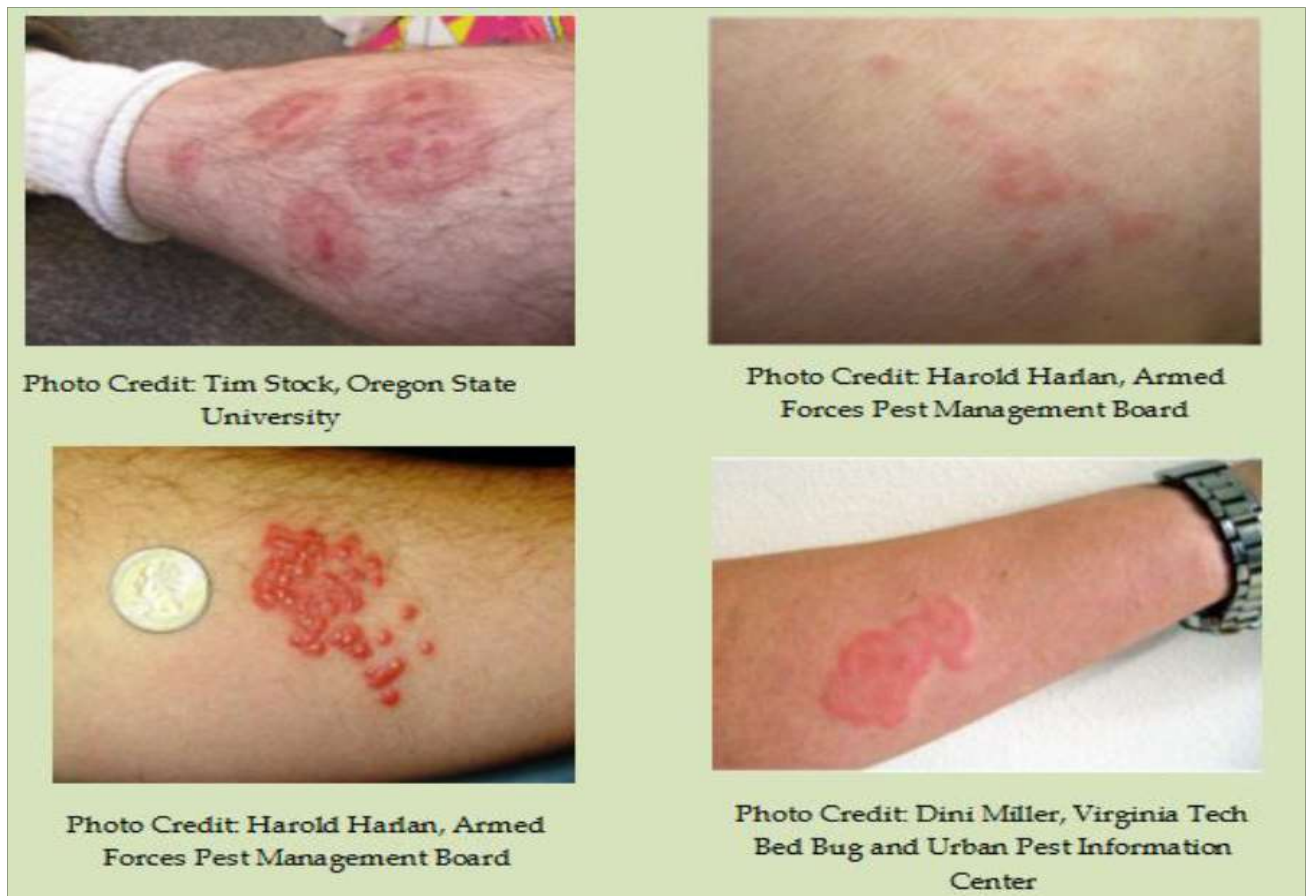 Photo Credit: Tim Stock, Oregon State
University
Photo Credit: Harold Harlan, Armed
Forces Pest Management Board
Photo Credit: Harold Harlan, Armed
Forces Pest Management Board
Photo Credit: Dini Miller, Virginia Tech
Bed Bug and Urban Pest Information
Center